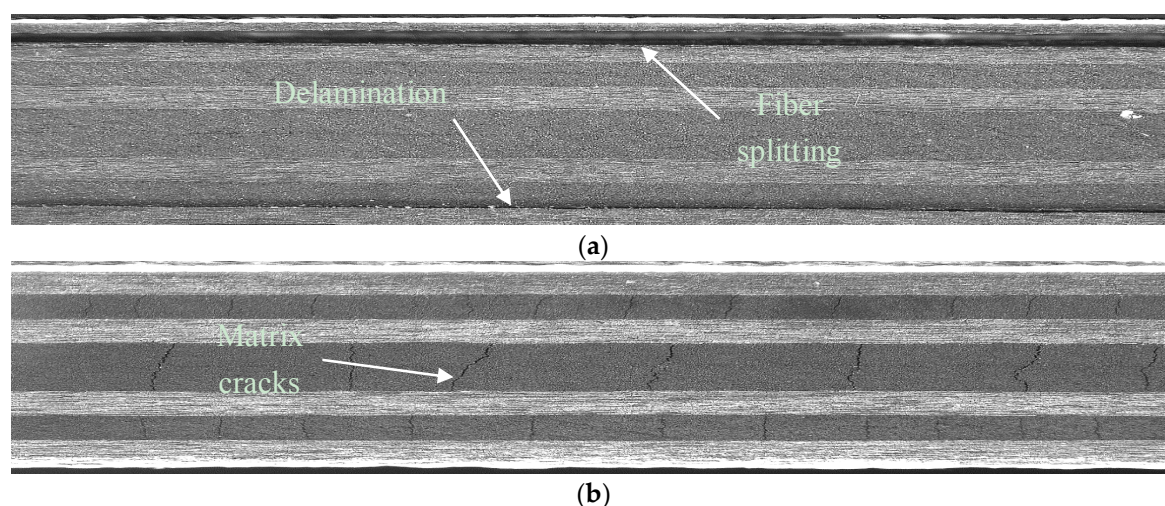 Delamination
Fiber
splitting
(a)
Matrix
cracks
(b)